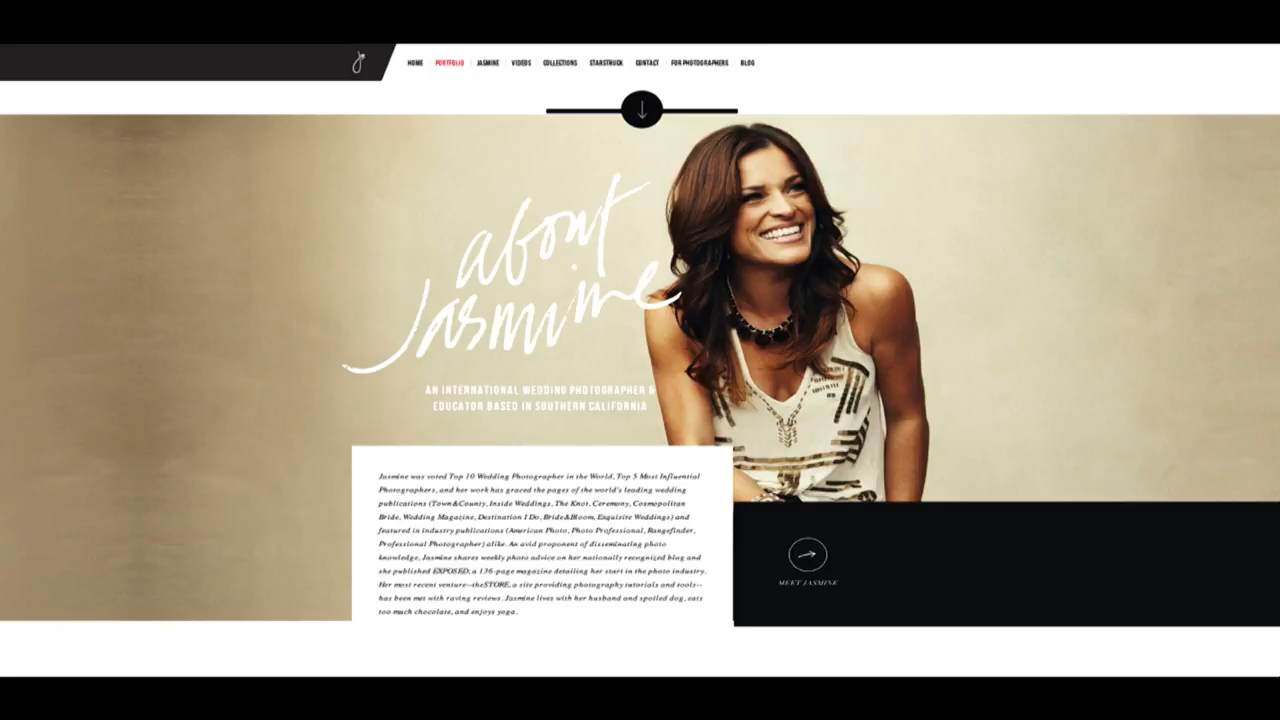 HOME PORTFOLIO JASMINE VIDEOS COLLECTIONS STARSTRUCK CONTACT FOR PHOTOGRAPHERS BLOG
about
Jasmine
AN INTERNATIONAL WEDDING PHOTOGRAPHER &
EDUCATOR BASED IN SOUTHERN CALIFORNIA
Jasmine was voted Top 10 Wedding Photographer in the World, Top 5 Most Influential
Photographers, and her work has graced the pages of the world's leading wedding
publications (Town&County, Inside Weddings, The Knot, Ceremony, Cosmopolitan
Bride, Wedding Magazine, Destination I Do, Bride&Bloom, Exquisite Weddings) and
featured in industry publications (American Photo, Photo Professional, Rangefinder,
Professional Photographer) alike. An avid proponent of disseminating photo
knowledge, Jasmine shares weekly photo advice on her nationally recognized blog and
she published EXPOSED, a 136-page magazine detailing her start in the photo industry.
Her most recent venture--theSTORE, a site providing photography tutorials and tools--
has been met with raving reviews. Jasmine lives with her husband and spoiled dog, eats
too much chocolate, and enjoys yoga.
MEET JASMINE